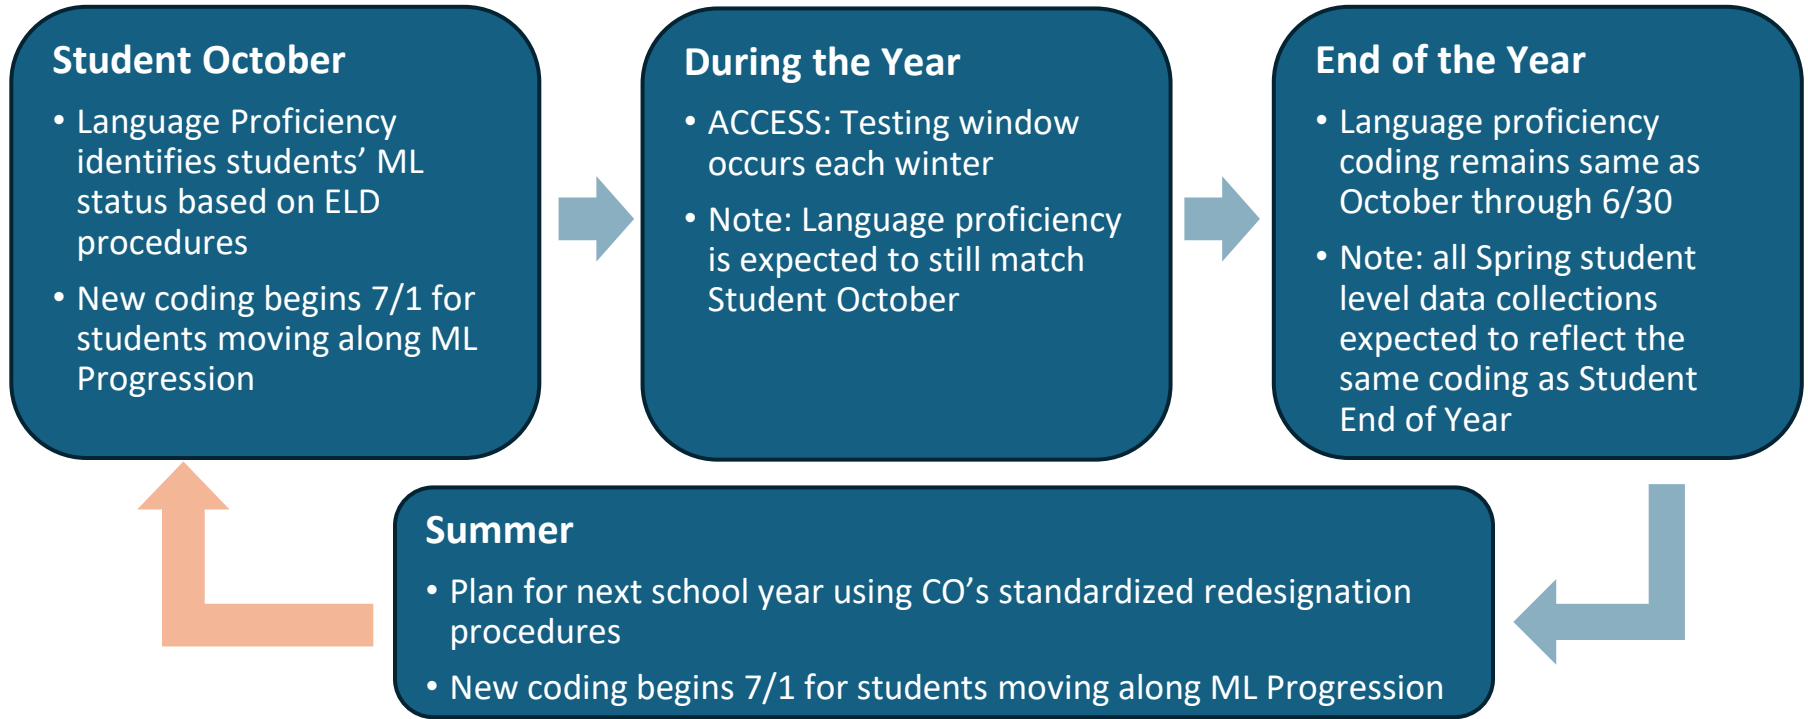 Student October
• Language Proficiency
identifies students’ ML
status based on ELD
procedures
• New coding begins 7/1 for
students moving along ML
Progression
During the Year
• ACCESS: Testing window
occurs each winter
• Note: Language proficiency
is expected to still match
Student October
End of the Year
• Language proficiency
coding remains same as
October through 6/30
• Note: all Spring student
level data collections
expected to reflect the
same coding as Student
End of Year
Summer
• Plan for next school year using CO’s standardized redesignation
procedures
• New coding begins 7/1 for students moving along ML Progression